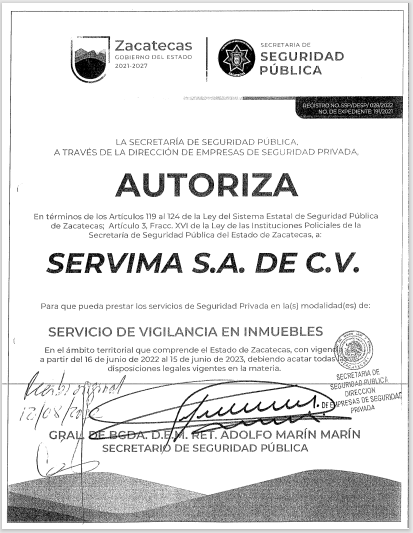 Zacatecas
GOBIERNO DEL ESTADO
2021-2027
SECRETARÍA DE
SEGURIDAD
PÚBLICA
REGISTRO NO. SSP/DESP/ 028/2022
NO. DE EXPEDIENTE: 191/2021
LA SECRETARÍA DE SEGURIDAD PÚBLICA,
A TRAVÉS DE LA DIRECCIÓN DE EMPRESAS DE SEGURIDAD PRIVADA,
AUTORIZA
En términos de los Artículos 119 al 124 de la Ley del Sistema Estatal de Seguridad Pública
de Zacatecas; Artículo 3, Fracc. XVI de la Ley de las Instituciones Policiales de la
Secretaría de Seguridad Pública del Estado de Zacatecas, a:
SERVIMA S.A. DE C.V.
Para que pueda prestar los servicios de Seguridad Privada en la(s) modalidad(es) de:
SERVICIO DE VIGILANCIA EN INMUEBLES
En el ámbito territorial que comprende el Estado de Zacatecas, con vigencia
a partir del 16 de junio de 2022 al 15 de junio de 2023, debiendo acatar todas las
disposiciones legales vigentes en la materia.
SECRETARIA DE
SEGURIDAD PUBLICA
DIRECCION
DE EMPRESAS DE SEGURIDAD
PRIVADA
original
12/08/
GRAL DE BGDA. D.E.M. RET. ADOLFO MARÍN MARÍN
SECRETARIO DE SEGURIDAD PÚBLICA